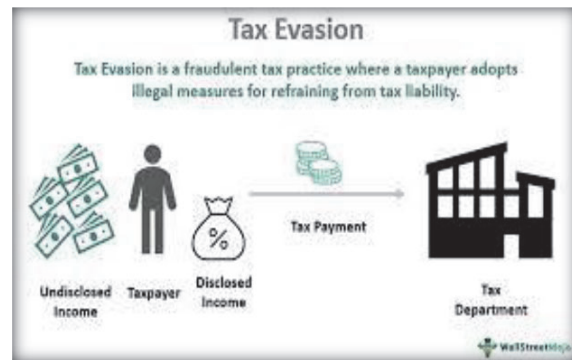 Tax Evasion
Tax Evasion is a fraudulent tax practice where a taxpayer adopts
illegal measures for refraining from tax liability.
%
Tax Payment
Undisclosed
Income
Taxpayer
Disclosed
Income
Tax
Department
WallStreetMojo